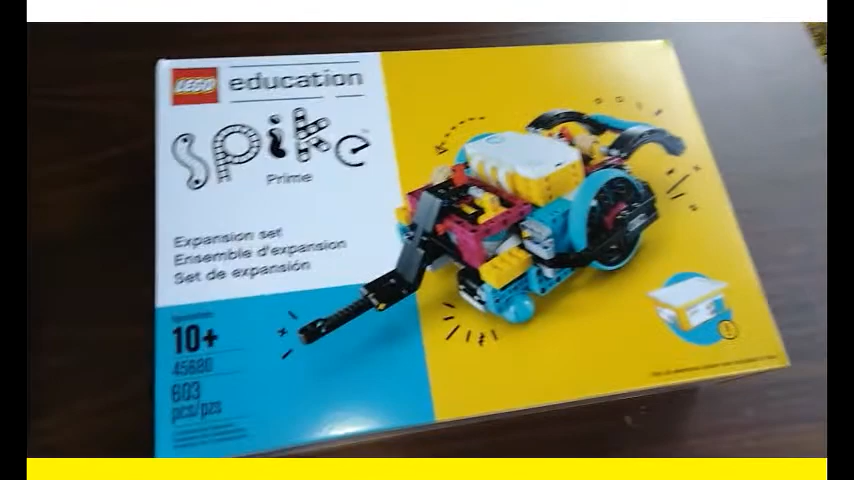 LEGO education
spike
Prime
Expansion set
Ensemble d'expansion
Set de expansión
10+
45680
603
pcs/pzs